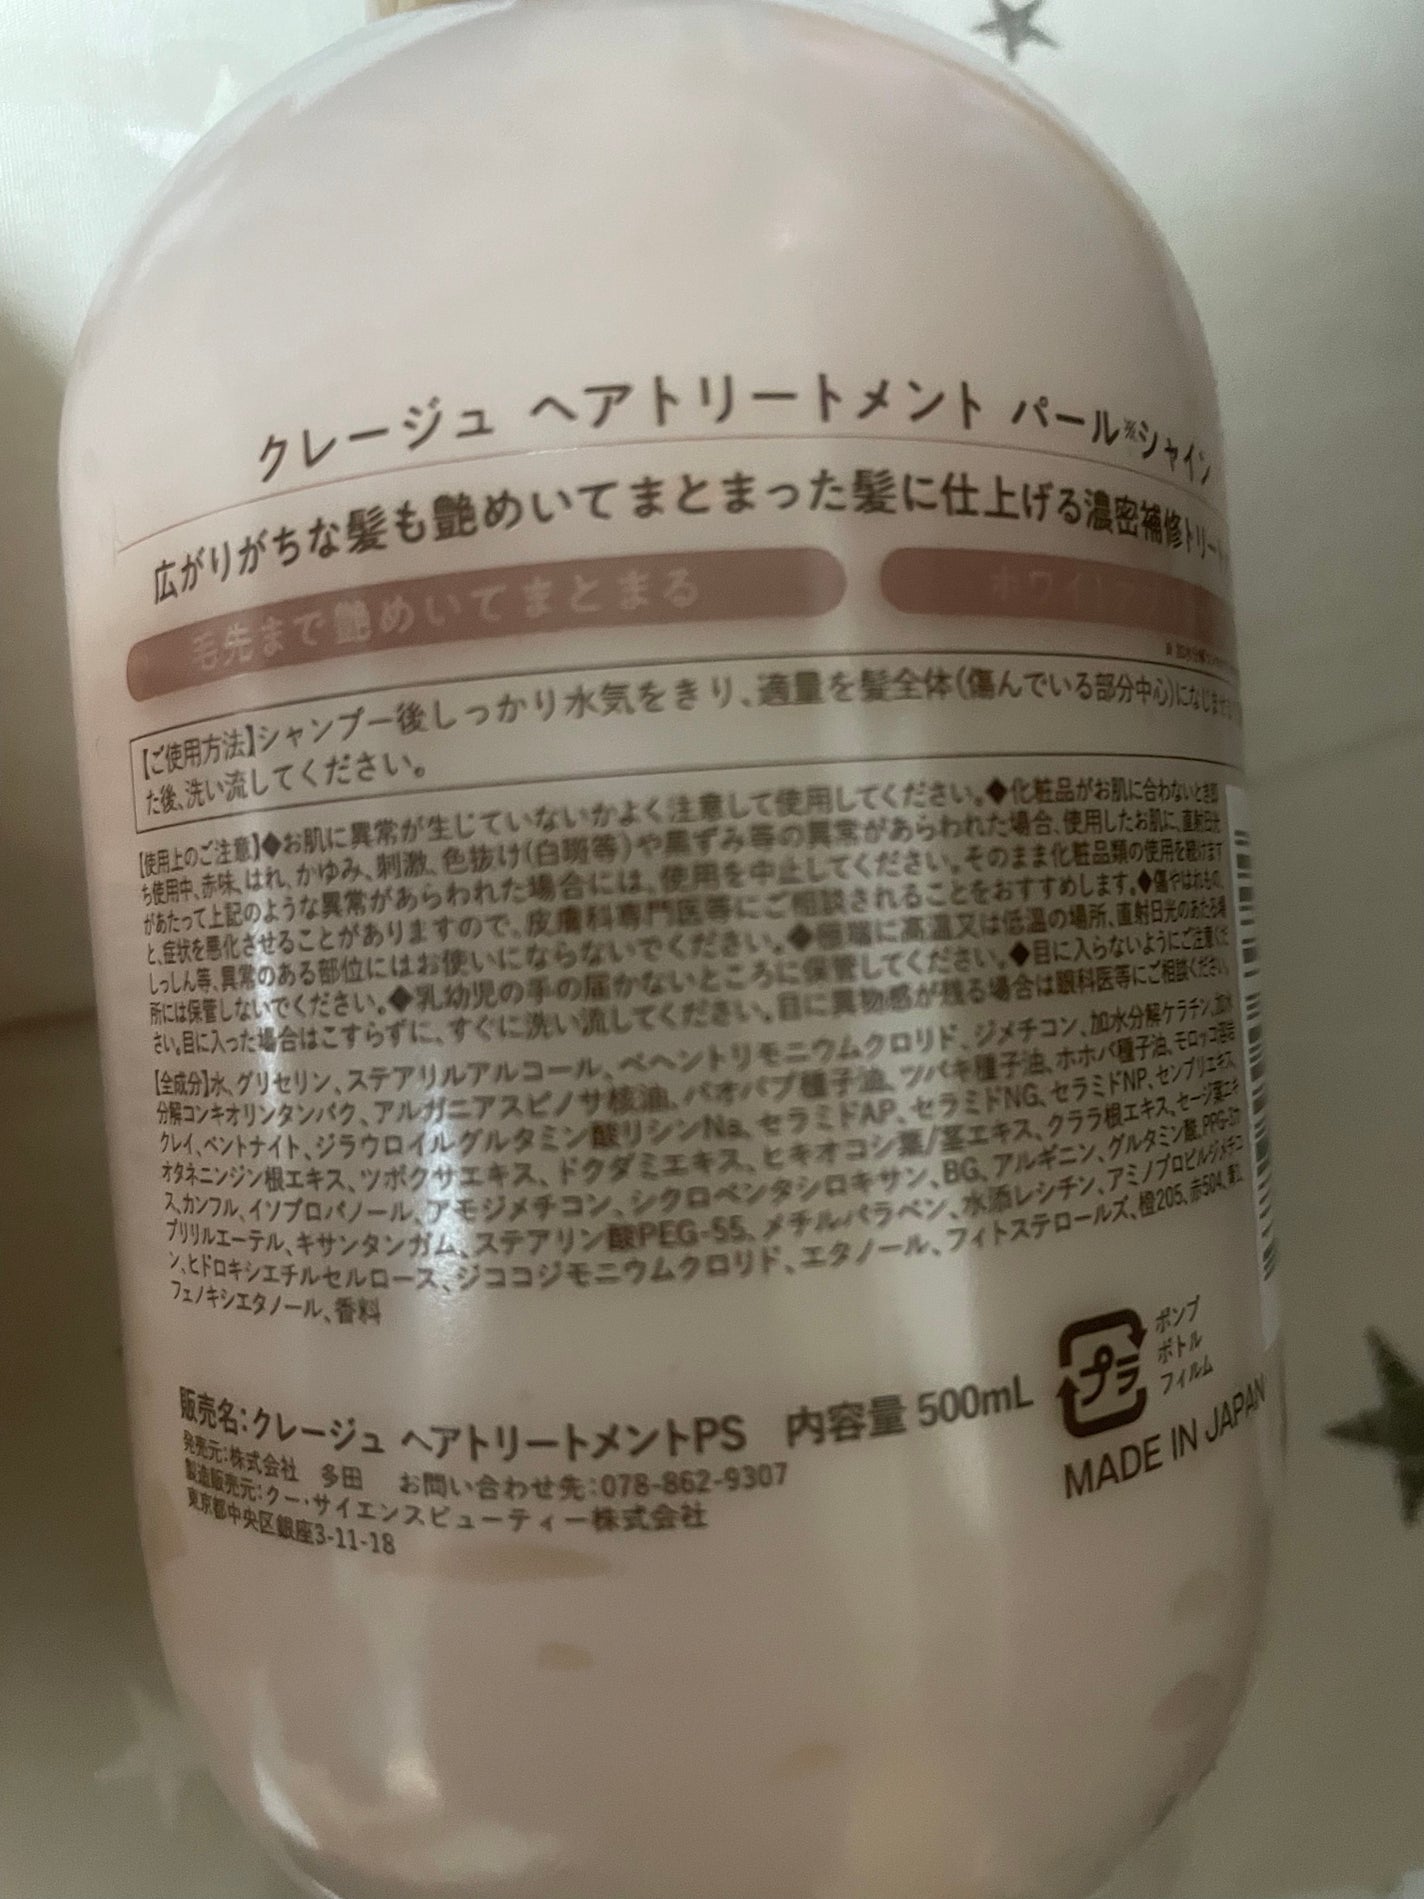 クレージュ ヘアトリートメント パール※シャイン
広がりがちな髪も艶めいてまとまった髪に仕上げる濃密補修トリート
毛先まで艶めいてまとまる
ホワイト
【ご使用方法】シャンプー後しっかり水気をきり、適量を髪全体(傷んでいる部分中心)になじませ
た後、洗い流してください。
【使用上のご注意】◆お肌に異常が生じていないかよく注意して使用してください。◆化粧品がお肌に合わないとき即
ち使用中、赤味、はれ、かゆみ、刺激、色抜け(白斑等)や黒ずみ等の異常があらわれた場合、使用したお肌に、直射日光
があたって上記のような異常があらわれた場合には、使用を中止してください。そのまま化粧品類の使用を続けます
と、症状を悪化させることがありますので、皮膚科専門医等にご相談されることをおすすめします。◆傷やはれもの、
しっしん等、異常のある部位にはお使いにならないでください。◆極端に高温又は低温の場所、直射日光のあたる場
所には保管しないでください。◆乳幼児の手の届かないところに保管してください。◆目に入らないようにご注意くだ
さい。目に入った場合はこすらずに、すぐに洗い流してください。目に異物感が残る場合は眼科医等にご相談ください。
【全成分】水、グリセリン、ステアリルアルコール、ベヘントリモニウムクロリド、ジメチコン、加水分解ケラチン、加水
分解コンキオリンタンパク、アルガニアスピノサ核油、バオバブ種子油、ツバキ種子油、ホホバ種子油、モロッコ溶岩
クレイ、ベントナイト、ジラウロイルグルタミン酸リシンNa、セラミドAP、セラミドNG、セラミドNP、センブリエキス、
オタネニンジン根エキス、ツボクサエキス、ドクダミエキス、ヒキオコシ葉/茎エキス、クララ根エキス、セージ葉エキ
ス、カンフル、イソプロパノール、アモジメチコン、シクロペンタシロキサン、BG、アルギニン、グルタミン酸、PPG-3カ
プリリルエーテル、キサンタンガム、ステアリン酸PEG-55、メチルパラベン、水添レシチン、アミノプロピルジメチコ
ン、ヒドロキシエチルセルロース、ジココジモニウムクロリド、エタノール、フィトステロールズ、橙205、赤504、
フェノキシエタノール、香料
プラ
ポンプ
ボトル
フィルム
販売名:クレージュ ヘアトリートメントPS 内容量 500mL
発売元:株式会社 多田 お問い合わせ先:078-862-9307
製造販売元:クー・サイエンスビューティー株式会社
東京都中央区銀座3-11-18
MADE IN JAPAN